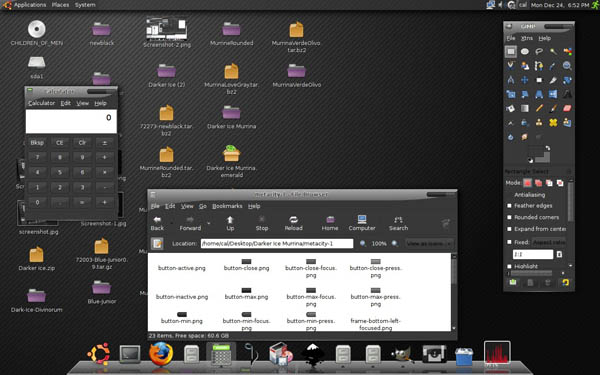 Applications Places System
cal Mon Dec 24, 6:52 PM
CHILDREN_OF_MEN
newblack
Screenshot-2.png
MurrineRounded
MurrinaVerdeOlivo.tar.bz2
sda1
Darker Ice (2)
MurrinaLoveGray.tar.bz2
MurrinaVerdeOlivo
Calculator
Calculator Edit View Help
0
Bksp CE Clr ±
7 8 9 ÷
4 5 6 ×
1 2 3 -
0 . = +
72273-newblack.tar.bz2
Darker Ice Murrina
MurrineRounded.tar.bz2
Darker Ice Murrina.emerald
screenshot.jpg
Screenshot-1.jpg
Darker Ice.zip
72003-Blue-junior0.9.tar.gz
Dark-Ice-Divinorum
Blue-junior
GIMP
File Xtns Help
Rectangle Select
Mode:
Antialiasing
Feather edges
Rounded corners
Expand from center
Fixed: Aspect ratio
1:1
Highlight
metacity-1 - File Browser
File Edit View Go Bookmarks Help
Back Forward Up Stop Reload Home Computer Search
Location: /home/cal/Desktop/Darker Ice Murrina/metacity-1 100% View as Icons
button-active.png button-close.png button-close-focus.png button-close-press.png
button-inactive.png button-max.png button-max-focus.png button-max-press.png
button-min.png button-min-focus.png button-min-press.png frame-bottom-left-focused.png
23 items, Free space: 60.6 GB